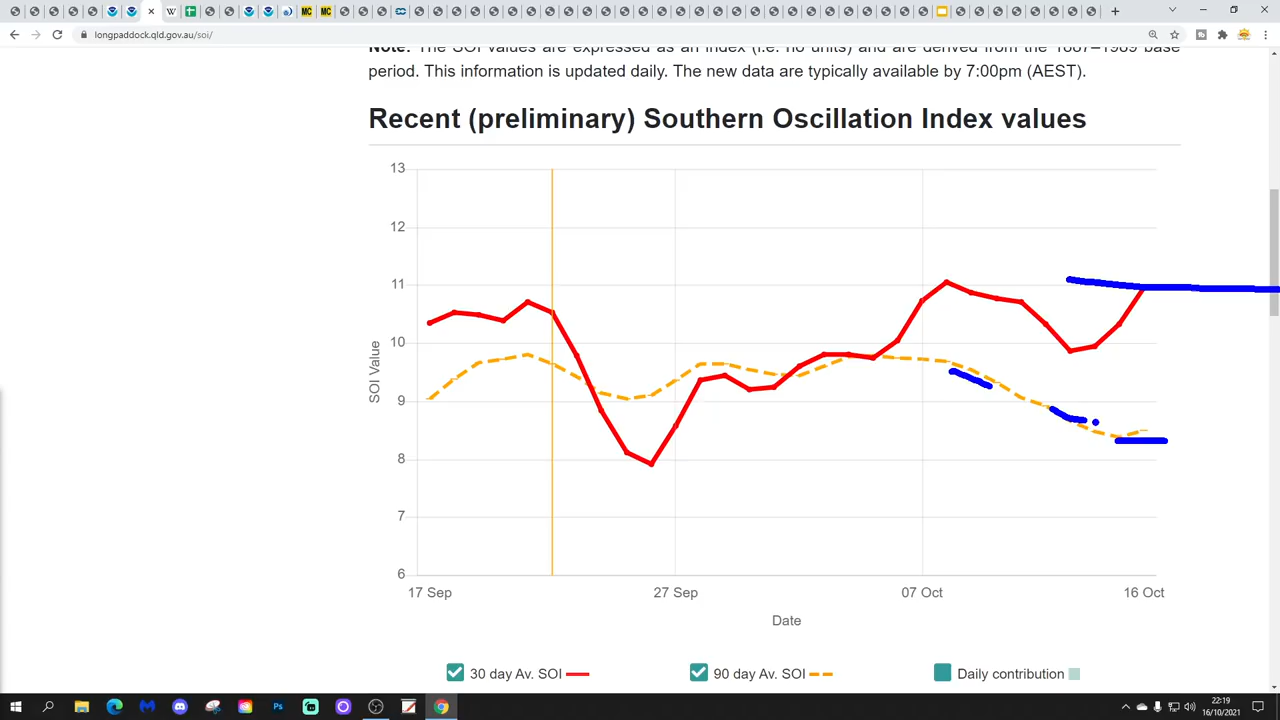 MC
MC
longpaddock.qld.gov.au/soi/
Note: The SOI values are expressed as an index (i.e. no units) and are derived from the 1887–1989 base
period. This information is updated daily. The new data are typically available by 7:00pm (AEST).
Recent (preliminary) Southern Oscillation Index values
13
12
11
10
9
8
7
6
SOI Value
17 Sep
27 Sep
07 Oct
16 Oct
Date
30 day Av. SOI
90 day Av. SOI
Daily contribution
Ps
22:19
16/10/2021